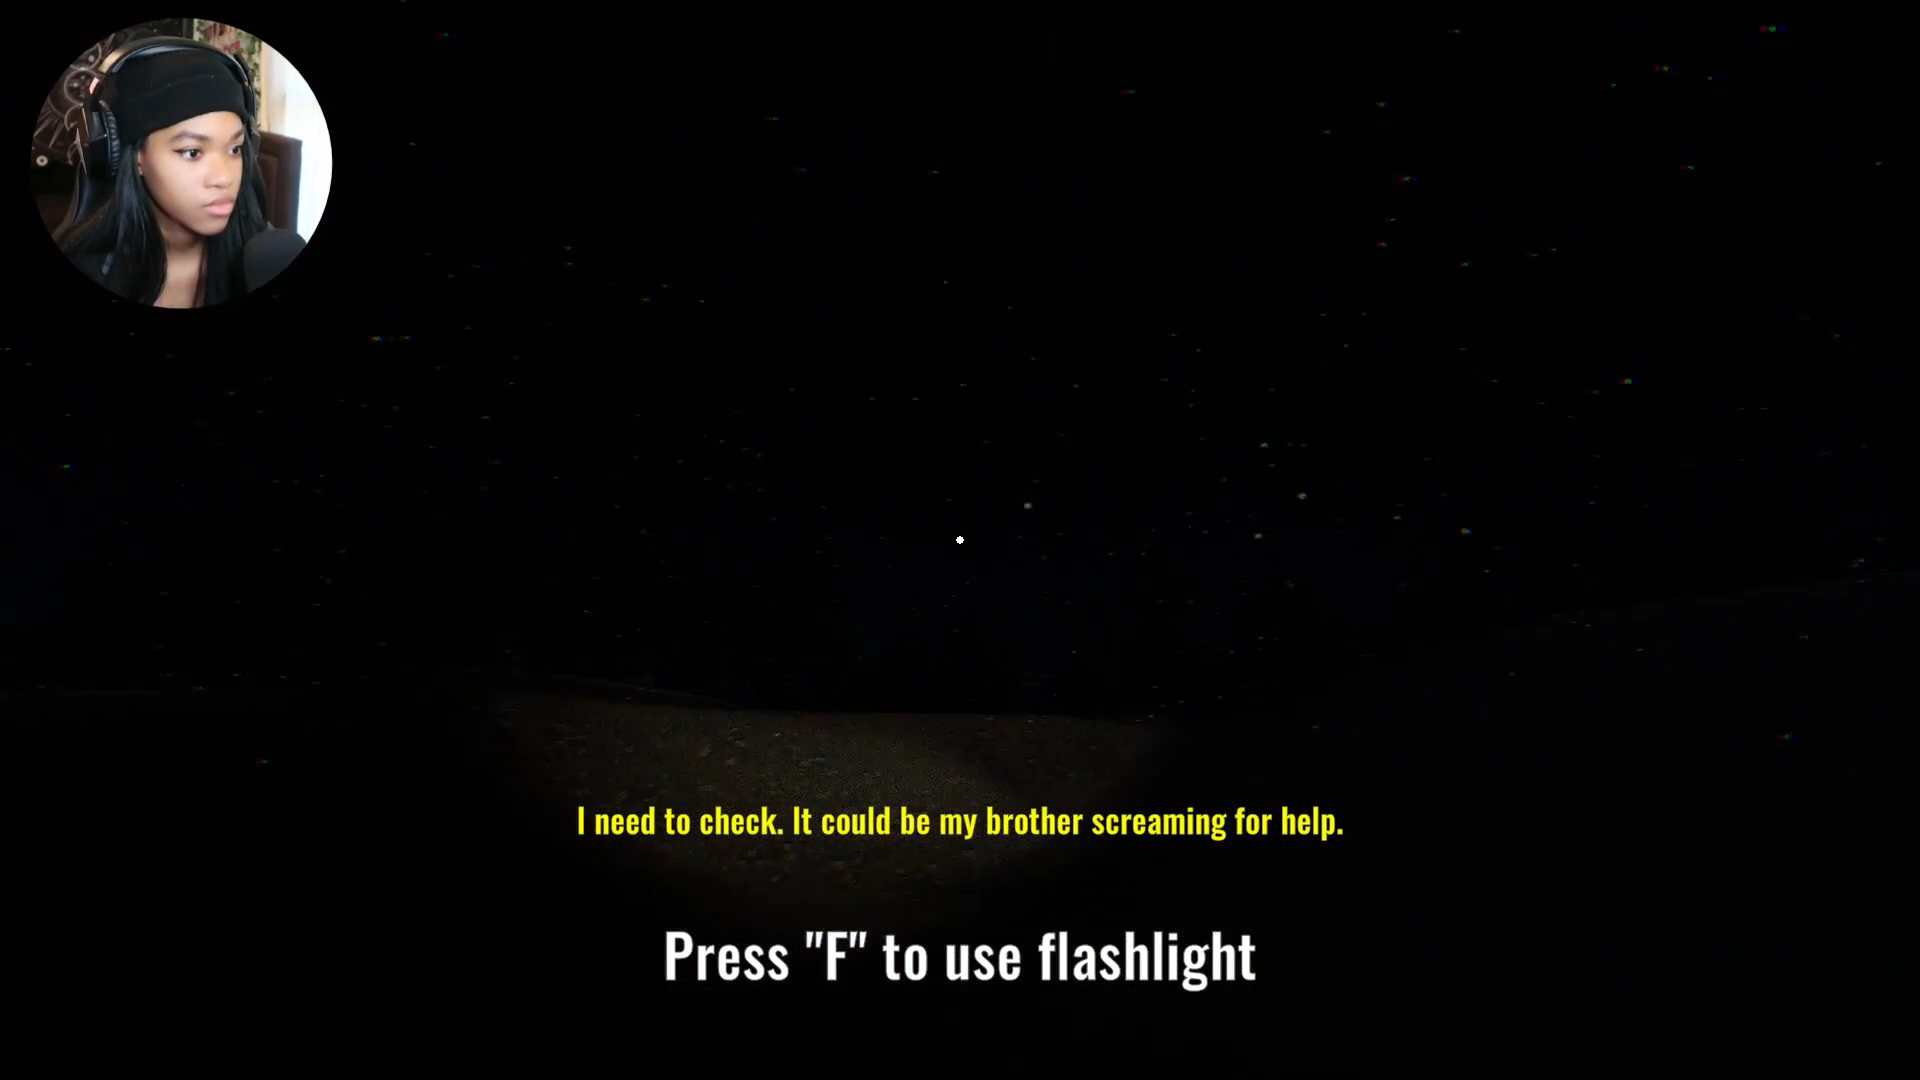 I need to check. It could be my brother screaming for help.
Press "F" to use flashlight